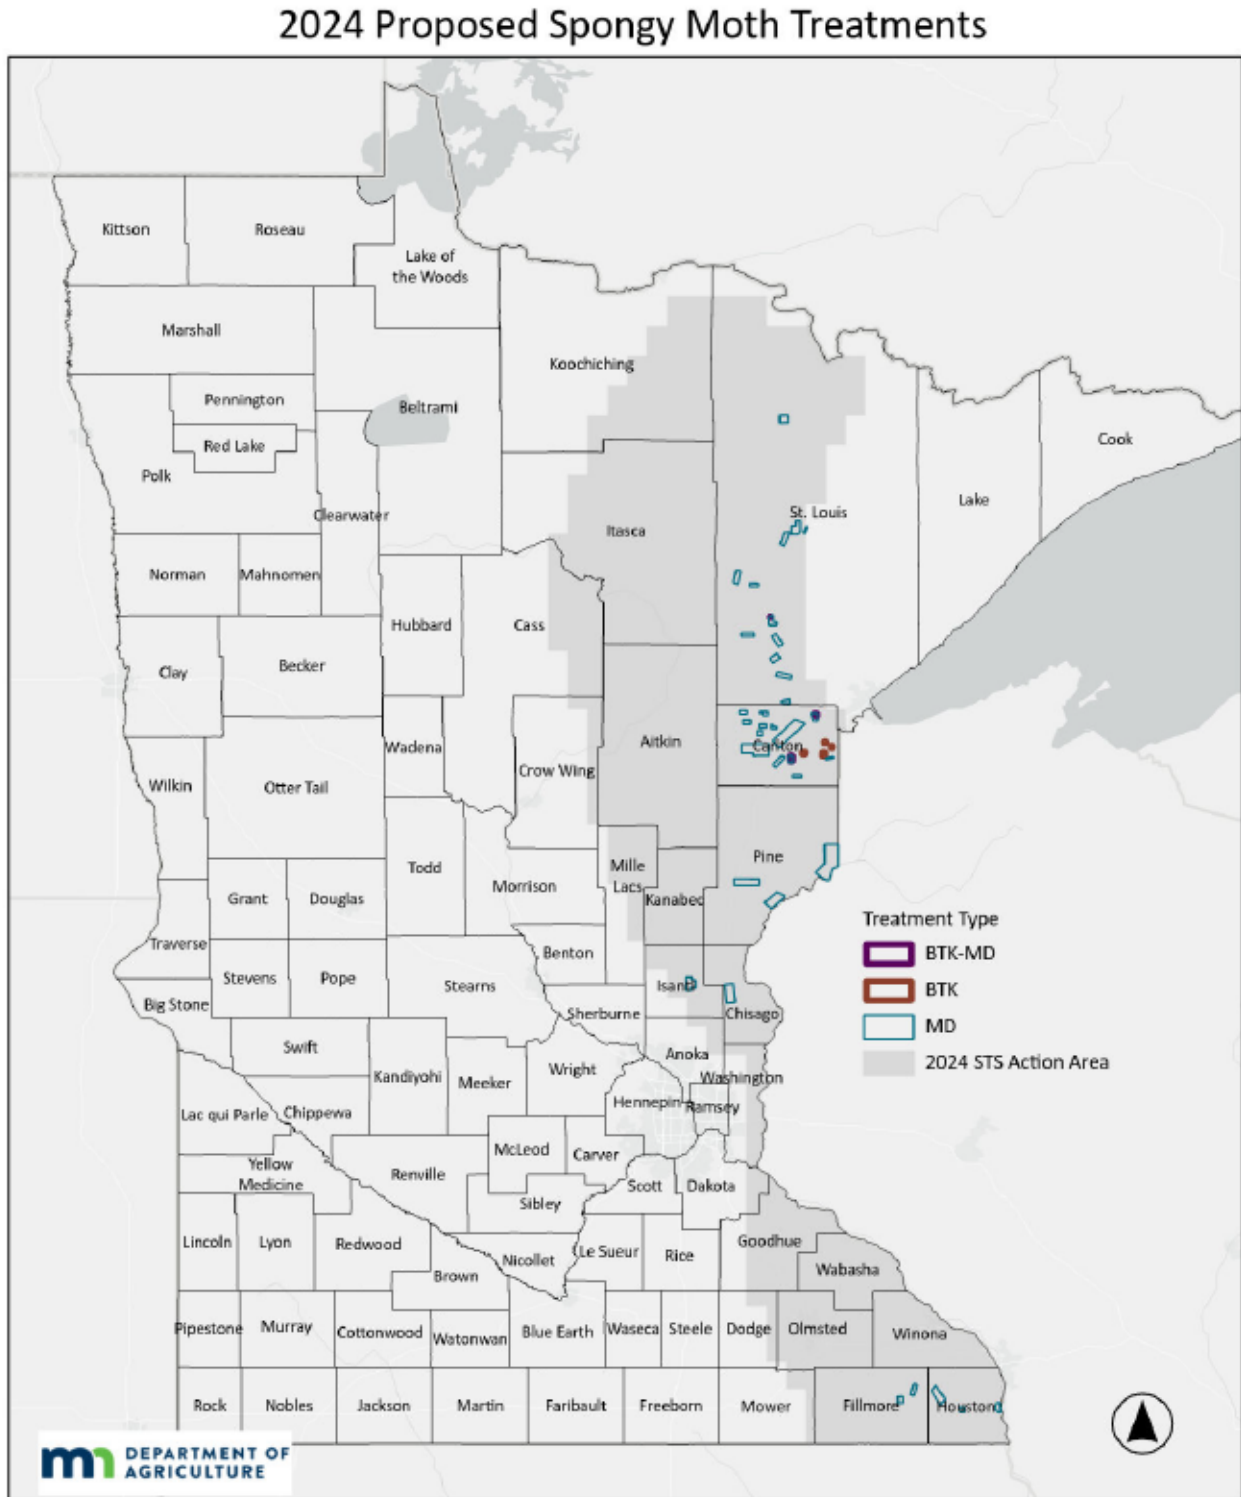 2024 Proposed Spongy Moth Treatments
Kittson
Roseau
Lake of
the Woods
Marshall
Koochiching
Pennington
Beltrami
Red Lake
Polk
Cook
Lake
Clearwater
St. Louis
Itasca
Norman
Mahnomen
Hubbard
Cass
Clay
Becker
Wadena
Aitkin
Carlton
Crow Wing
Wilkin
Otter Tail
Pine
Todd
Mille
Lacs
Morrison
Kanabec
Grant
Douglas
Traverse
Benton
Stevens
Pope
Stearns
Isanti
Big Stone
Sherburne
Chisago
Swift
Anoka
Kandiyohi
Meeker
Wright
Washington
Hennepin
Ramsey
Lac qui Parle
Chippewa
McLeod
Carver
Yellow
Medicine
Renville
Scott
Dakota
Sibley
Lincoln
Lyon
Redwood
Nicollet
Le Sueur
Rice
Goodhue
Brown
Wabasha
Pipestone
Murray
Cottonwood
Watonwan
Blue Earth
Waseca
Steele
Dodge
Olmsted
Winona
Rock
Nobles
Jackson
Martin
Faribault
Freeborn
Mower
Fillmore
Houston
Treatment Type
BTK-MD
BTK
MD
2024 STS Action Area
mn DEPARTMENT OF
AGRICULTURE